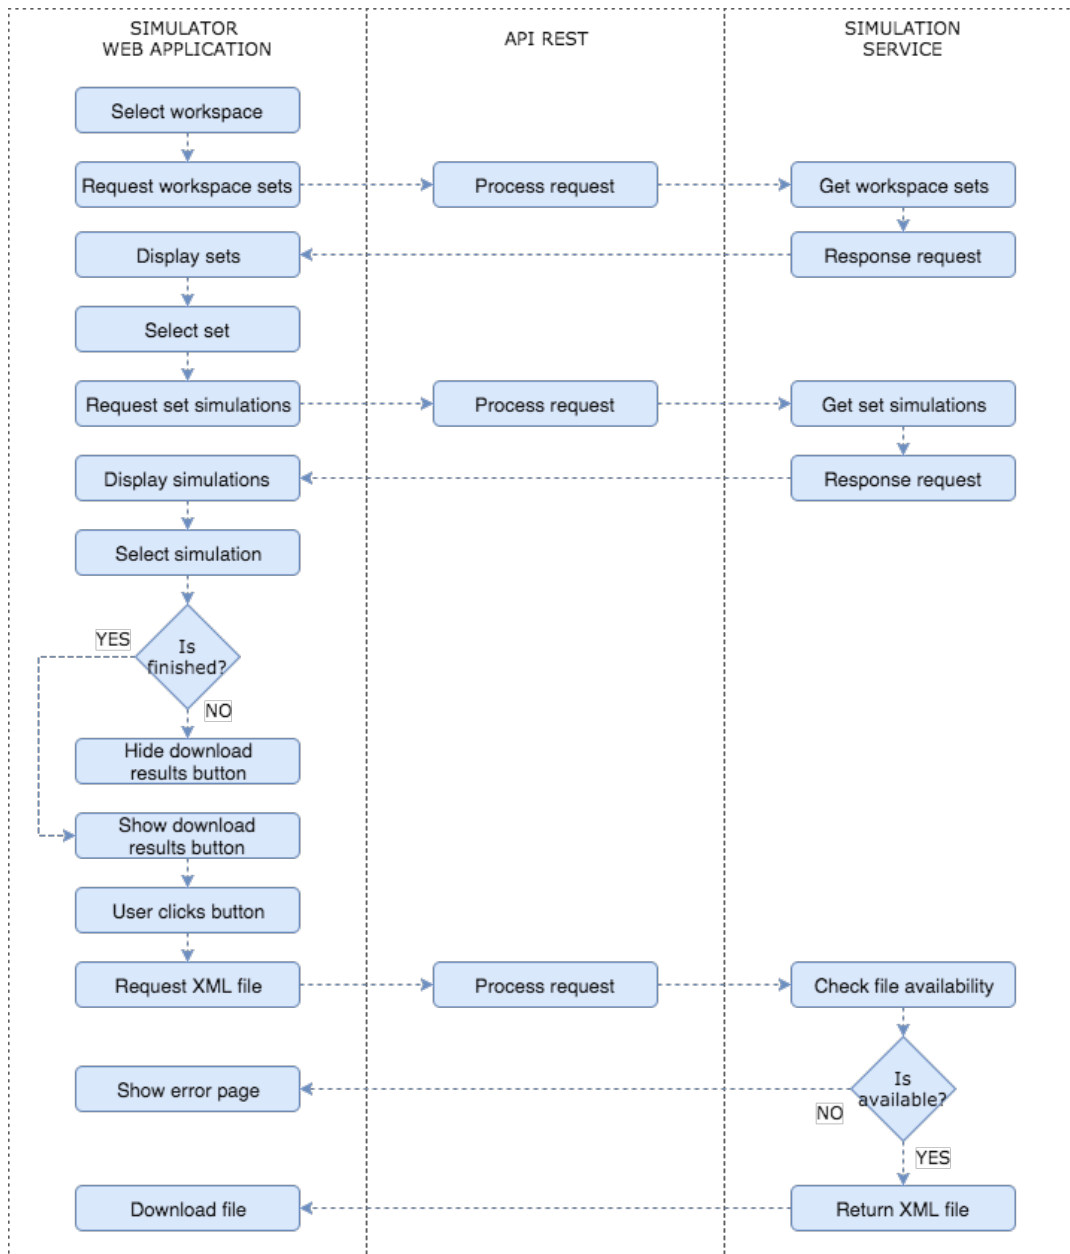 SIMULATOR
WEB APPLICATION
API REST
SIMULATION
SERVICE
Select workspace
Request workspace sets
Process request
Get workspace sets
Display sets
Response request
Select set
Request set simulations
Process request
Get set simulations
Display simulations
Response request
Select simulation
YES
Is
finished?
NO
Hide download
results button
Show download
results button
User clicks button
Request XML file
Process request
Check file availability
Show error page
Is
available?
NO
YES
Download file
Return XML file